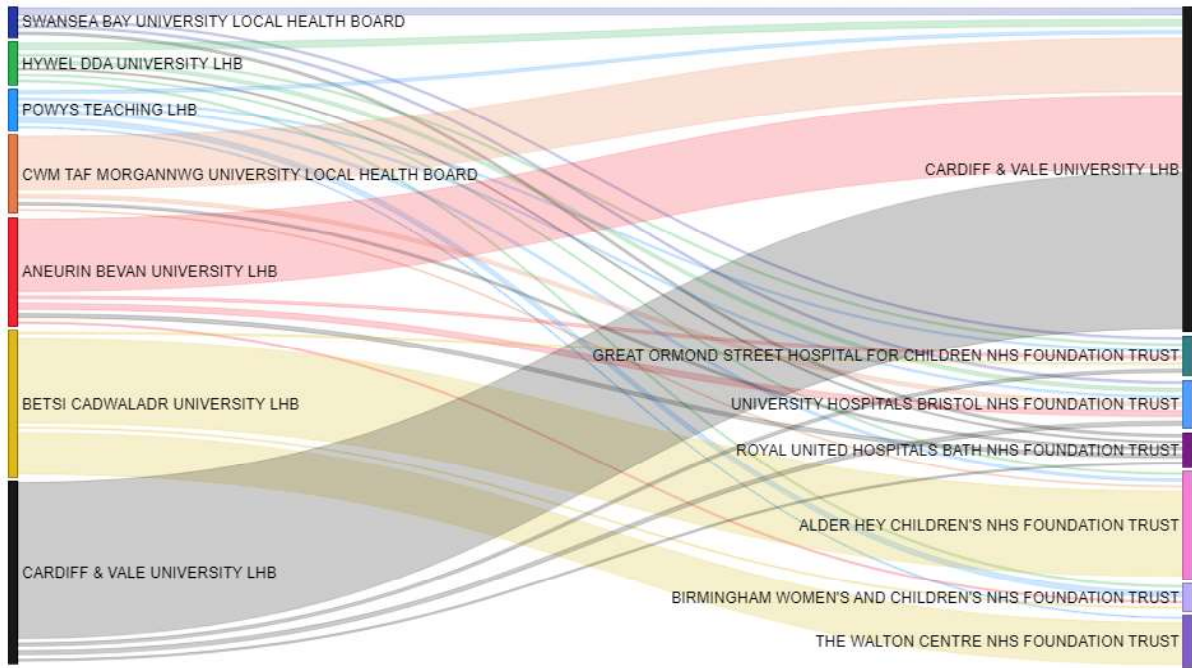 SWANSEA BAY UNIVERSITY LOCAL HEALTH BOARD
HYWEL DDA UNIVERSITY LHB
POWYS TEACHING LHB
CWM TAF MORGANNWG UNIVERSITY LOCAL HEALTH BOARD
ANEURIN BEVAN UNIVERSITY LHB
BETSI CADWALADR UNIVERSITY LHB
CARDIFF & VALE UNIVERSITY LHB
CARDIFF & VALE UNIVERSITY LHB
GREAT ORMOND STREET HOSPITAL FOR CHILDREN NHS FOUNDATION TRUST
UNIVERSITY HOSPITALS BRISTOL NHS FOUNDATION TRUST
ROYAL UNITED HOSPITALS BATH NHS FOUNDATION TRUST
ALDER HEY CHILDREN'S NHS FOUNDATION TRUST
BIRMINGHAM WOMEN'S AND CHILDREN'S NHS FOUNDATION TRUST
THE WALTON CENTRE NHS FOUNDATION TRUST